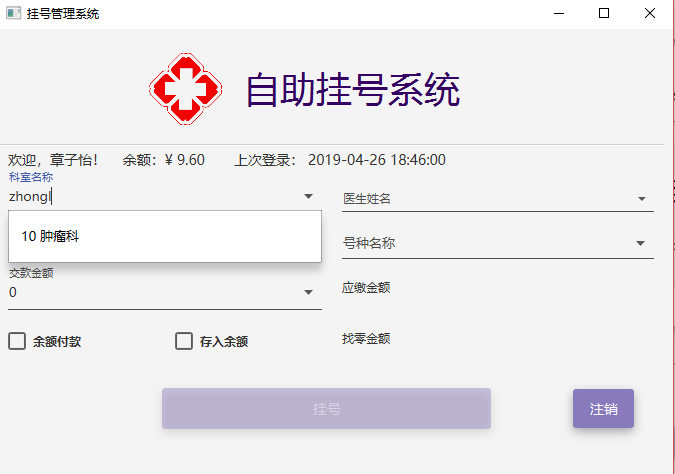 挂号管理系统
自助挂号系统
欢迎，章子怡！ 余额：¥ 9.60 上次登录： 2019-04-26 18:46:00
科室名称
zhongl
医生姓名
10 肿瘤科
号种名称
交款金额
0
应缴金额
余额付款
存入余额
找零金额
挂号
注销